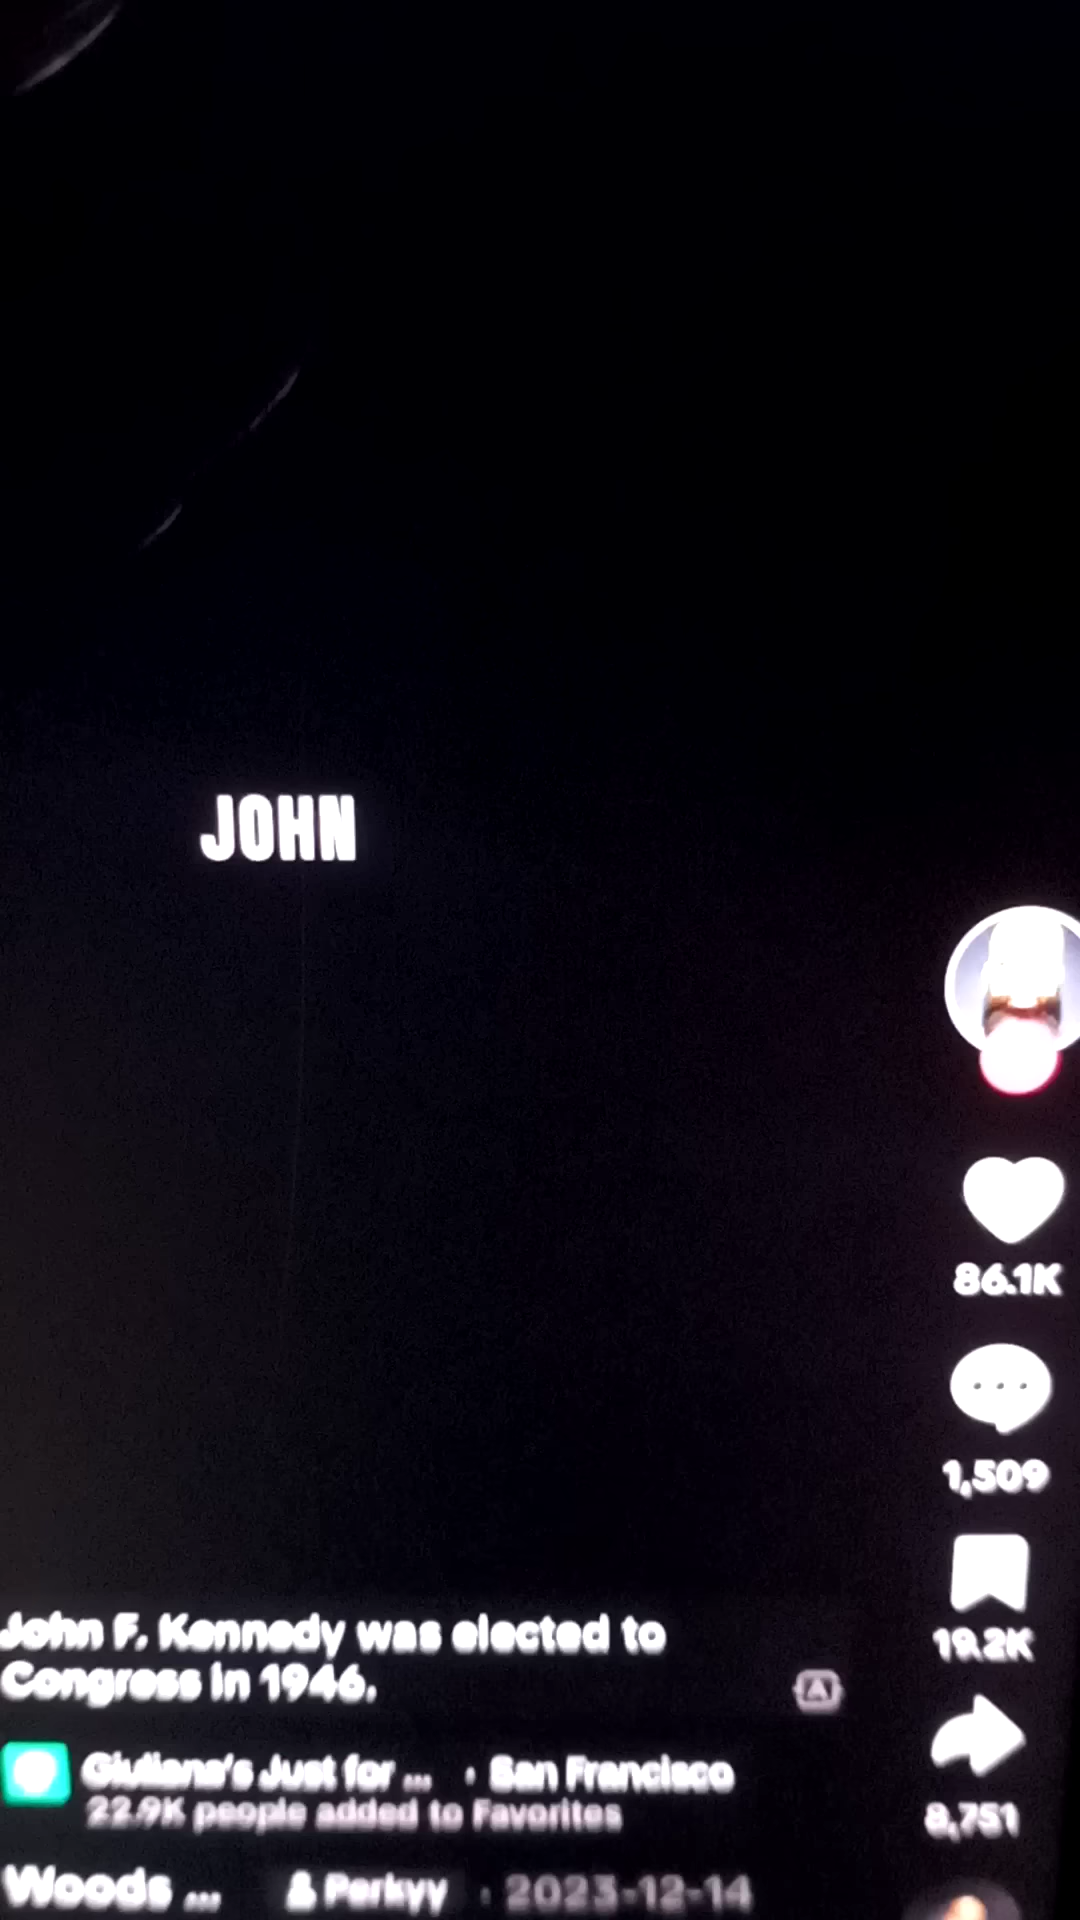 JOHN
86.1K
1,509
19.2K
8,751
John F. Kennedy was elected to
Congress in 1946.
A
Giuliana's Just for ... · San Francisco
22.9K people added to Favorites
Woods ... Perkyy · 2023-12-14